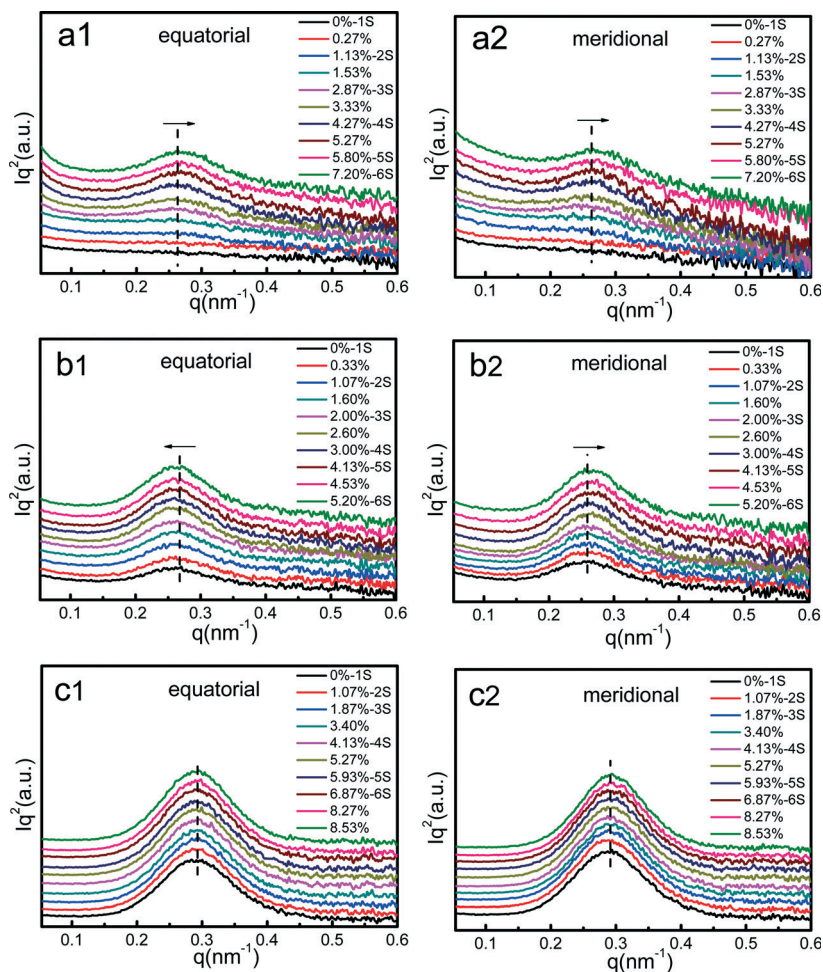 a1
equatorial
0%-1S
0.27%
1.13%-2S
1.53%
2.87%-3S
3.33%
4.27%-4S
5.27%
5.80%-5S
7.20%-6S
Iq²(a.u.)
0.1 0.2 0.3 0.4 0.5 0.6
q(nm⁻¹)
a2
meridional
0%-1S
0.27%
1.13%-2S
1.53%
2.87%-3S
3.33%
4.27%-4S
5.27%
5.80%-5S
7.20%-6S
Iq²(a.u.)
0.1 0.2 0.3 0.4 0.5 0.6
q(nm⁻¹)
b1
equatorial
0%-1S
0.33%
1.07%-2S
1.60%
2.00%-3S
2.60%
3.00%-4S
4.13%-5S
4.53%
5.20%-6S
Iq²(a.u.)
0.1 0.2 0.3 0.4 0.5 0.6
q(nm⁻¹)
b2
meridional
0%-1S
0.33%
1.07%-2S
1.60%
2.00%-3S
2.60%
3.00%-4S
4.13%-5S
4.53%
5.20%-6S
Iq²(a.u.)
0.1 0.2 0.3 0.4 0.5 0.6
q(nm⁻¹)
c1
equatorial
0%-1S
1.07%-2S
1.87%-3S
3.40%
4.13%-4S
5.27%
5.93%-5S
6.87%-6S
8.27%
8.53%
Iq²(a.u.)
0.1 0.2 0.3 0.4 0.5 0.6
q(nm⁻¹)
c2
meridional
0%-1S
1.07%-2S
1.87%-3S
3.40%
4.13%-4S
5.27%
5.93%-5S
6.87%-6S
8.27%
8.53%
Iq²(a.u.)
0.1 0.2 0.3 0.4 0.5 0.6
q(nm⁻¹)